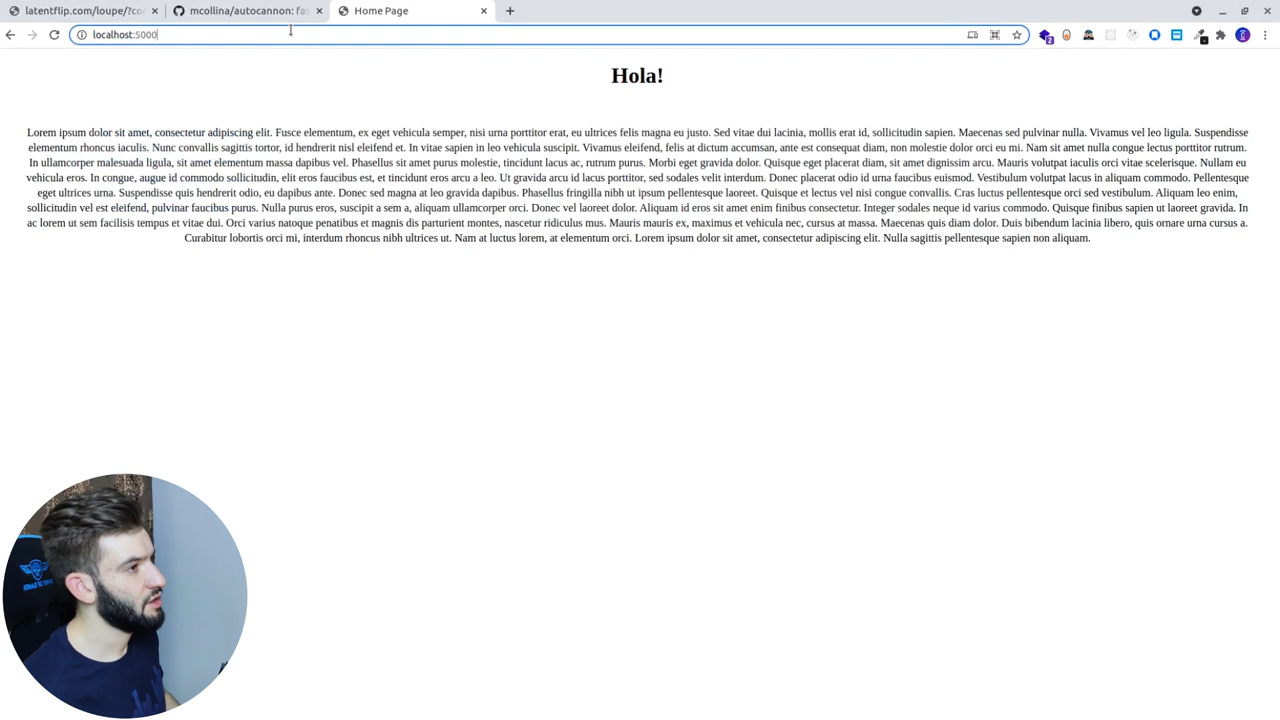 latentflip.com/loupe/?co
mcollina/autocannon: fas
Home Page
localhost:5000
2
Hola!
Lorem ipsum dolor sit amet, consectetur adipiscing elit. Fusce elementum, ex eget vehicula semper, nisi urna porttitor erat, eu ultrices felis magna eu justo. Sed vitae dui lacinia, mollis erat id, sollicitudin sapien. Maecenas sed pulvinar nulla. Vivamus vel leo ligula. Suspendisse
elementum rhoncus iaculis. Nunc convallis sagittis tortor, id hendrerit nisl eleifend et. In vitae sapien in leo vehicula suscipit. Vivamus eleifend, felis at dictum accumsan, ante est consequat diam, non molestie dolor orci eu mi. Nam sit amet nulla congue lectus porttitor rutrum.
In ullamcorper malesuada ligula, sit amet elementum massa dapibus vel. Phasellus sit amet purus molestie, tincidunt lacus ac, rutrum purus. Morbi eget gravida dolor. Quisque eget placerat diam, sit amet dignissim arcu. Mauris volutpat iaculis orci vitae scelerisque. Nullam eu
vehicula eros. In congue, augue id commodo sollicitudin, elit eros faucibus est, et tincidunt eros arcu a leo. Ut gravida arcu id lacus porttitor, sed sodales velit interdum. Donec placerat odio id urna faucibus euismod. Vestibulum volutpat lacus in aliquam commodo. Pellentesque
eget ultrices urna. Suspendisse quis hendrerit odio, eu dapibus ante. Donec sed magna at leo gravida dapibus. Phasellus fringilla nibh ut ipsum pellentesque laoreet. Quisque et lectus vel nisi congue convallis. Cras luctus pellentesque orci sed vestibulum. Aliquam leo enim,
sollicitudin vel est eleifend, pulvinar faucibus purus. Nulla purus eros, suscipit a sem a, aliquam ullamcorper orci. Donec vel laoreet dolor. Aliquam id eros sit amet enim finibus consectetur. Integer sodales neque id varius commodo. Quisque finibus sapien ut laoreet gravida. In
ac lorem ut sem facilisis tempus et vitae dui. Orci varius natoque penatibus et magnis dis parturient montes, nascetur ridiculus mus. Mauris mauris ex, maximus et vehicula nec, cursus at massa. Maecenas quis diam dolor. Duis bibendum lacinia libero, quis ornare urna cursus a.
Curabitur lobortis orci mi, interdum rhoncus nibh ultrices ut. Nam at luctus lorem, at elementum orci. Lorem ipsum dolor sit amet, consectetur adipiscing elit. Nulla sagittis pellentesque sapien non aliquam.